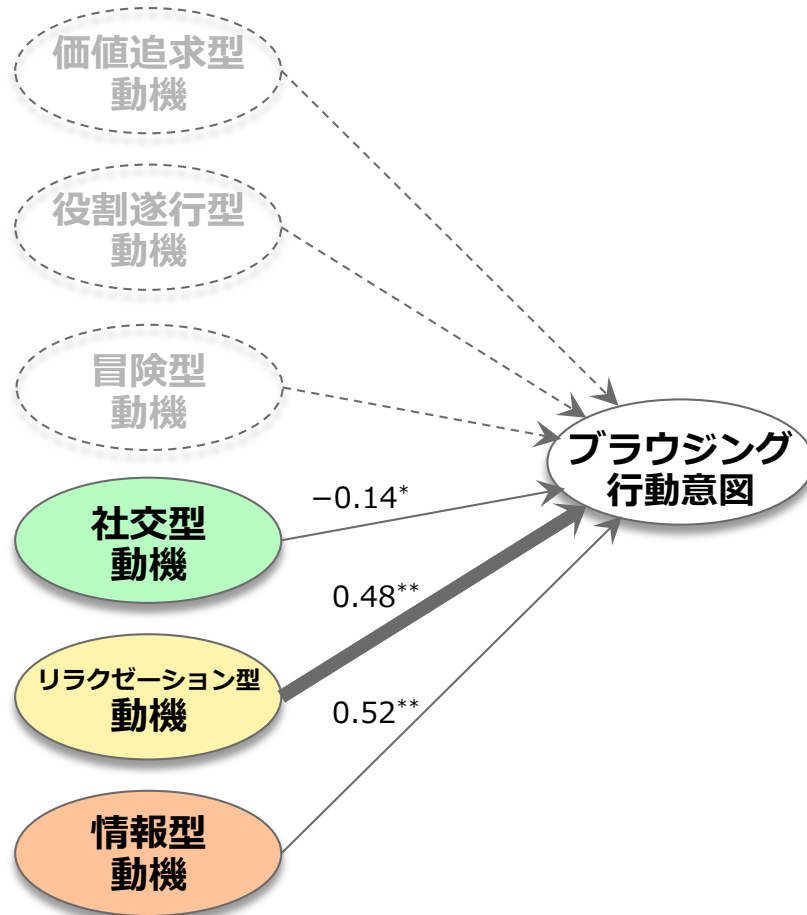 価値追求型
動機
役割遂行型
動機
冒険型
動機
ブラウジング
行動意図
社交型
動機
−0.14*
リラクゼーション型
動機
0.48**
情報型
動機
0.52**